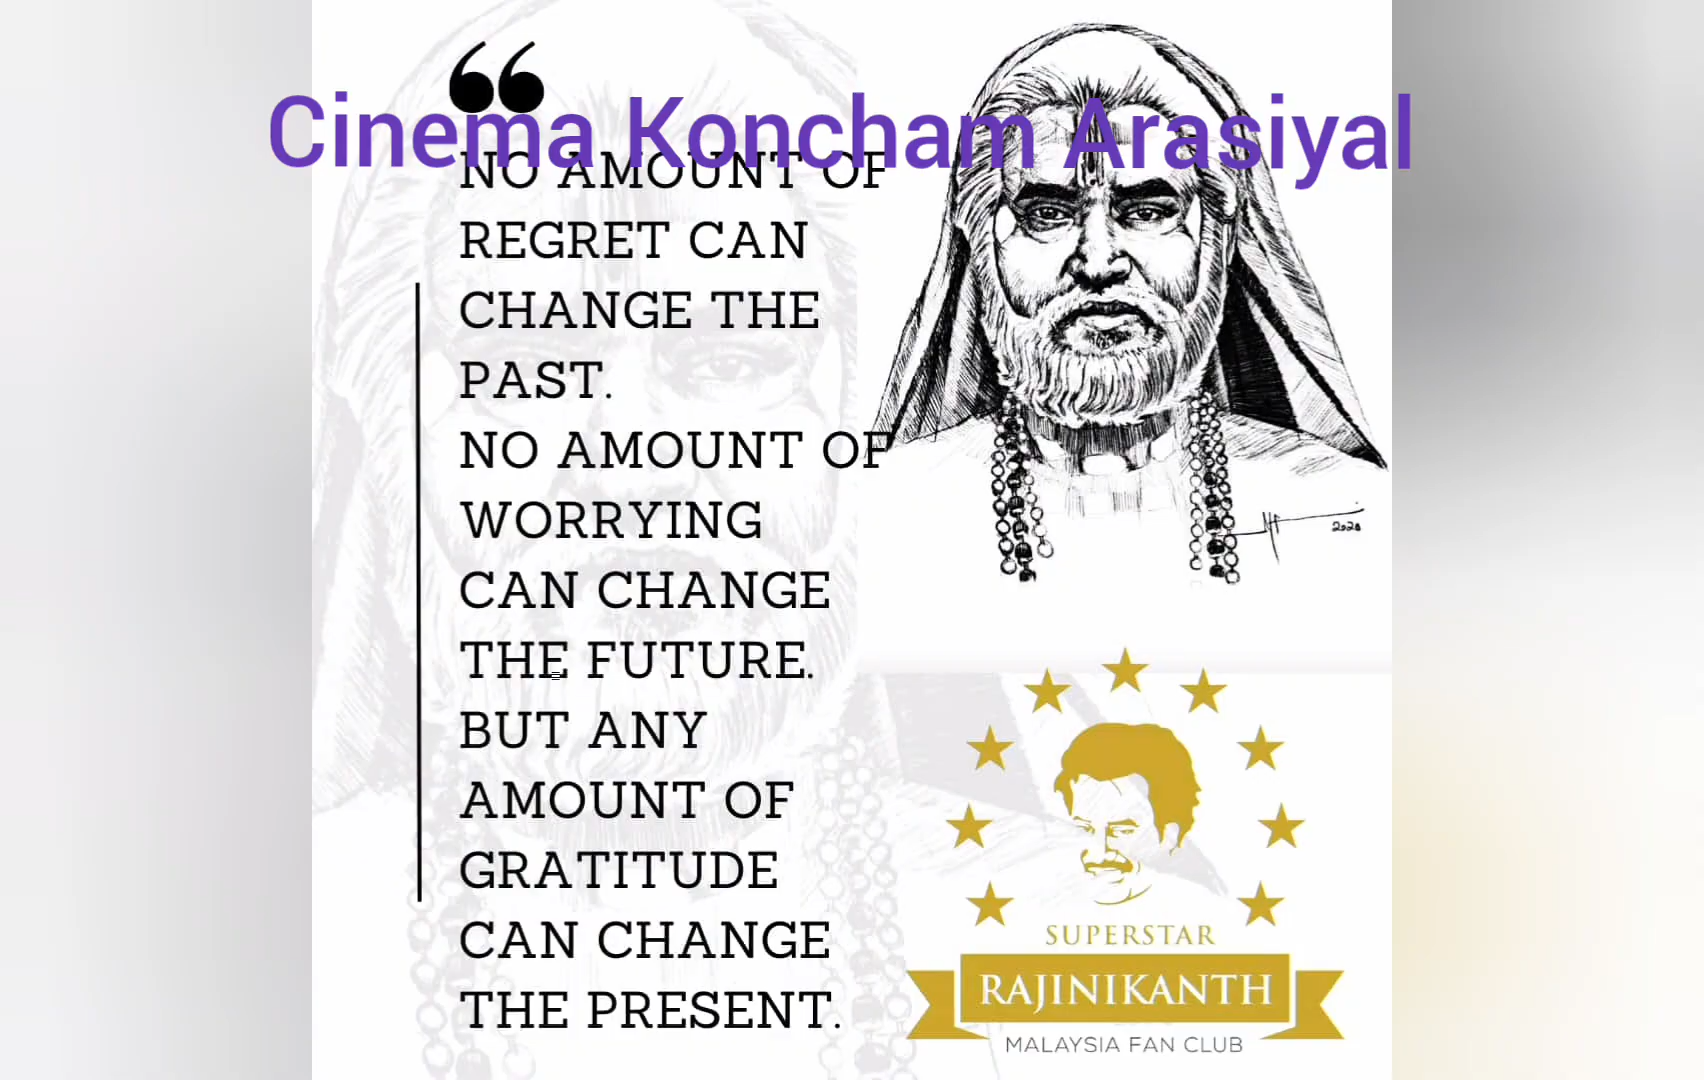 Cinema Koncham Arasiyal
NO AMOUNT OF
REGRET CAN
CHANGE THE
PAST.
NO AMOUNT OF
WORRYING
CAN CHANGE
THE FUTURE.
BUT ANY
AMOUNT OF
GRATITUDE
CAN CHANGE
THE PRESENT.
2020
SUPERSTAR
RAJINIKANTH
MALAYSIA FAN CLUB